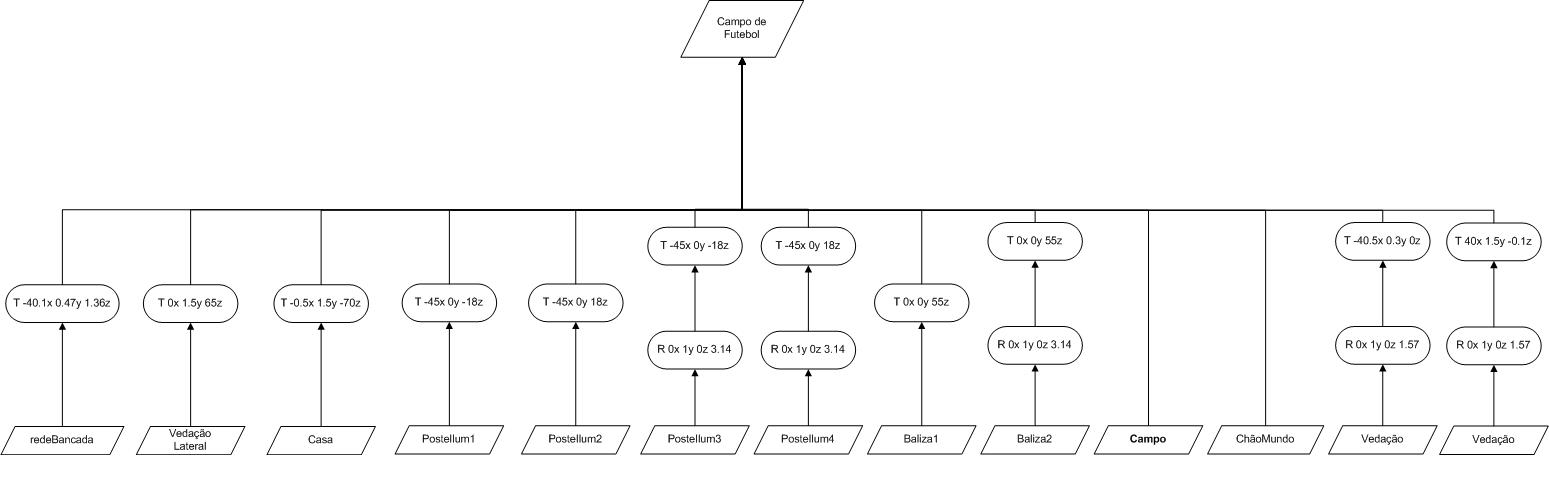 Campo de
Futebol
T -45x 0y -18z
T -45x 0y 18z
T 0x 0y 55z
T -40.5x 0.3y 0z
T 40x 1.5y -0.1z
T -40.1x 0.47y 1.36z
T 0x 1.5y 65z
T -0.5x 1.5y -70z
T -45x 0y -18z
T -45x 0y 18z
T 0x 0y 55z
R 0x 1y 0z 3.14
R 0x 1y 0z 3.14
R 0x 1y 0z 3.14
R 0x 1y 0z 1.57
R 0x 1y 0z 1.57
redeBancada
Vedação
Lateral
Casa
Postellum1
Postellum2
Postellum3
Postellum4
Baliza1
Baliza2
Campo
ChãoMundo
Vedação
Vedação